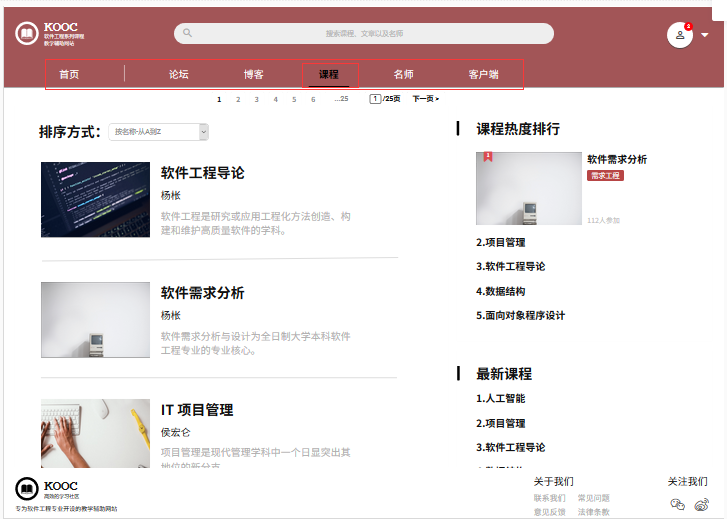 KOOC
软件工程系列课程
教学辅助网站
搜索课程、文章以及名师
2
首页 论坛 博客 课程 名师 客户端
1 2 3 4 5 6 ...25 1 /25页 下一页 >
排序方式:
按名称-从A到Z
软件工程导论
杨枨
软件工程是研究或应用工程化方法创造、构
建和维护高质量软件的学科。
软件需求分析
杨枨
软件需求分析与设计为全日制大学本科软件
工程专业的专业核心。
IT 项目管理
侯宏仑
项目管理是现代管理学科中一个日显突出其
地位的新分支
课程热度排行
1
软件需求分析
需求工程
112人参加
2.项目管理
3.软件工程导论
4.数据结构
5.面向对象程序设计
最新课程
1.人工智能
2.项目管理
3.软件工程导论
KOOC
高效的学习社区
专为软件工程专业开设的教学辅助网站
关于我们
联系我们 常见问题
意见反馈 法律条款
关注我们